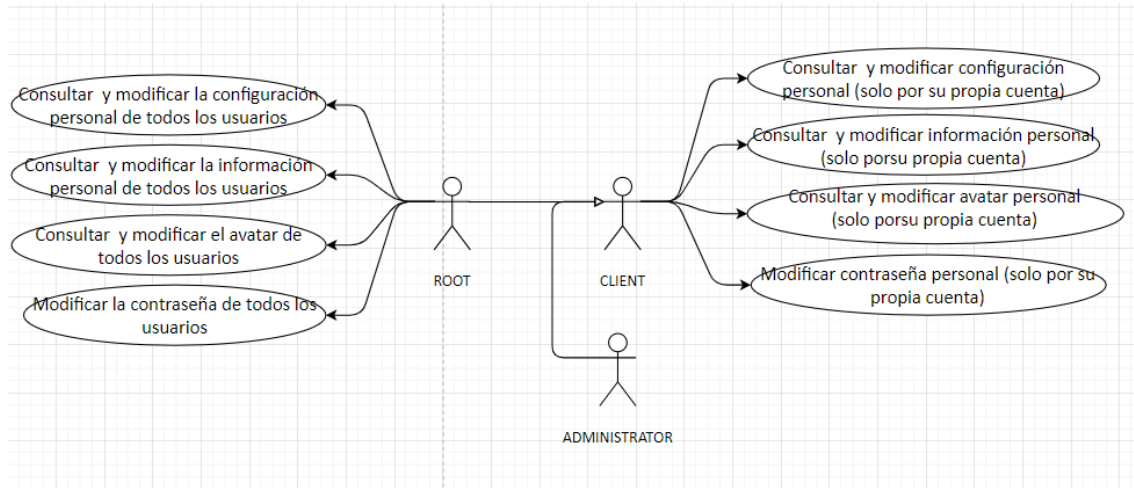 Consultar y modificar la configuración
personal de todos los usuarios
Consultar y modificar la información
personal de todos los usuarios
Consultar y modificar el avatar de
todos los usuarios
Modificar la contraseña de todos los
usuarios
ROOT
CLIENT
ADMINISTRATOR
Consultar y modificar configuración
personal (solo por su propia cuenta)
Consultar y modificar información personal
(solo porsu propia cuenta)
Consultar y modificar avatar personal
(solo porsu propia cuenta)
Modificar contraseña personal (solo por su
propia cuenta)